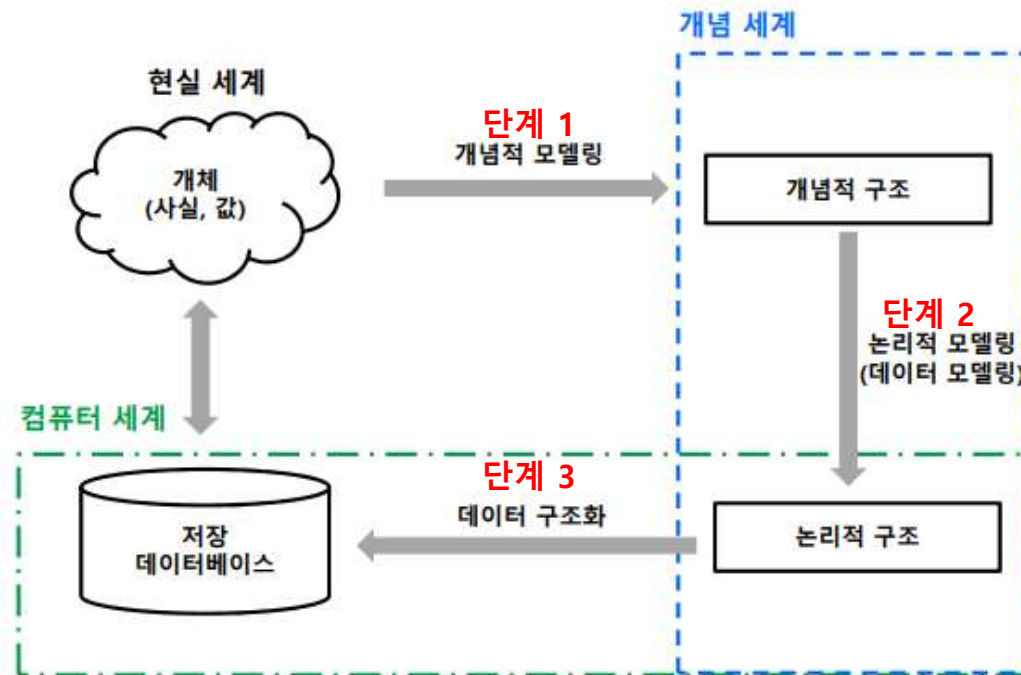 개념 세계
현실 세계
단계 1
개념적 모델링
개체
(사실, 값)
개념적 구조
단계 2
논리적 모델링
(데이터 모델링)
컴퓨터 세계
단계 3
데이터 구조화
저장
데이터베이스
논리적 구조